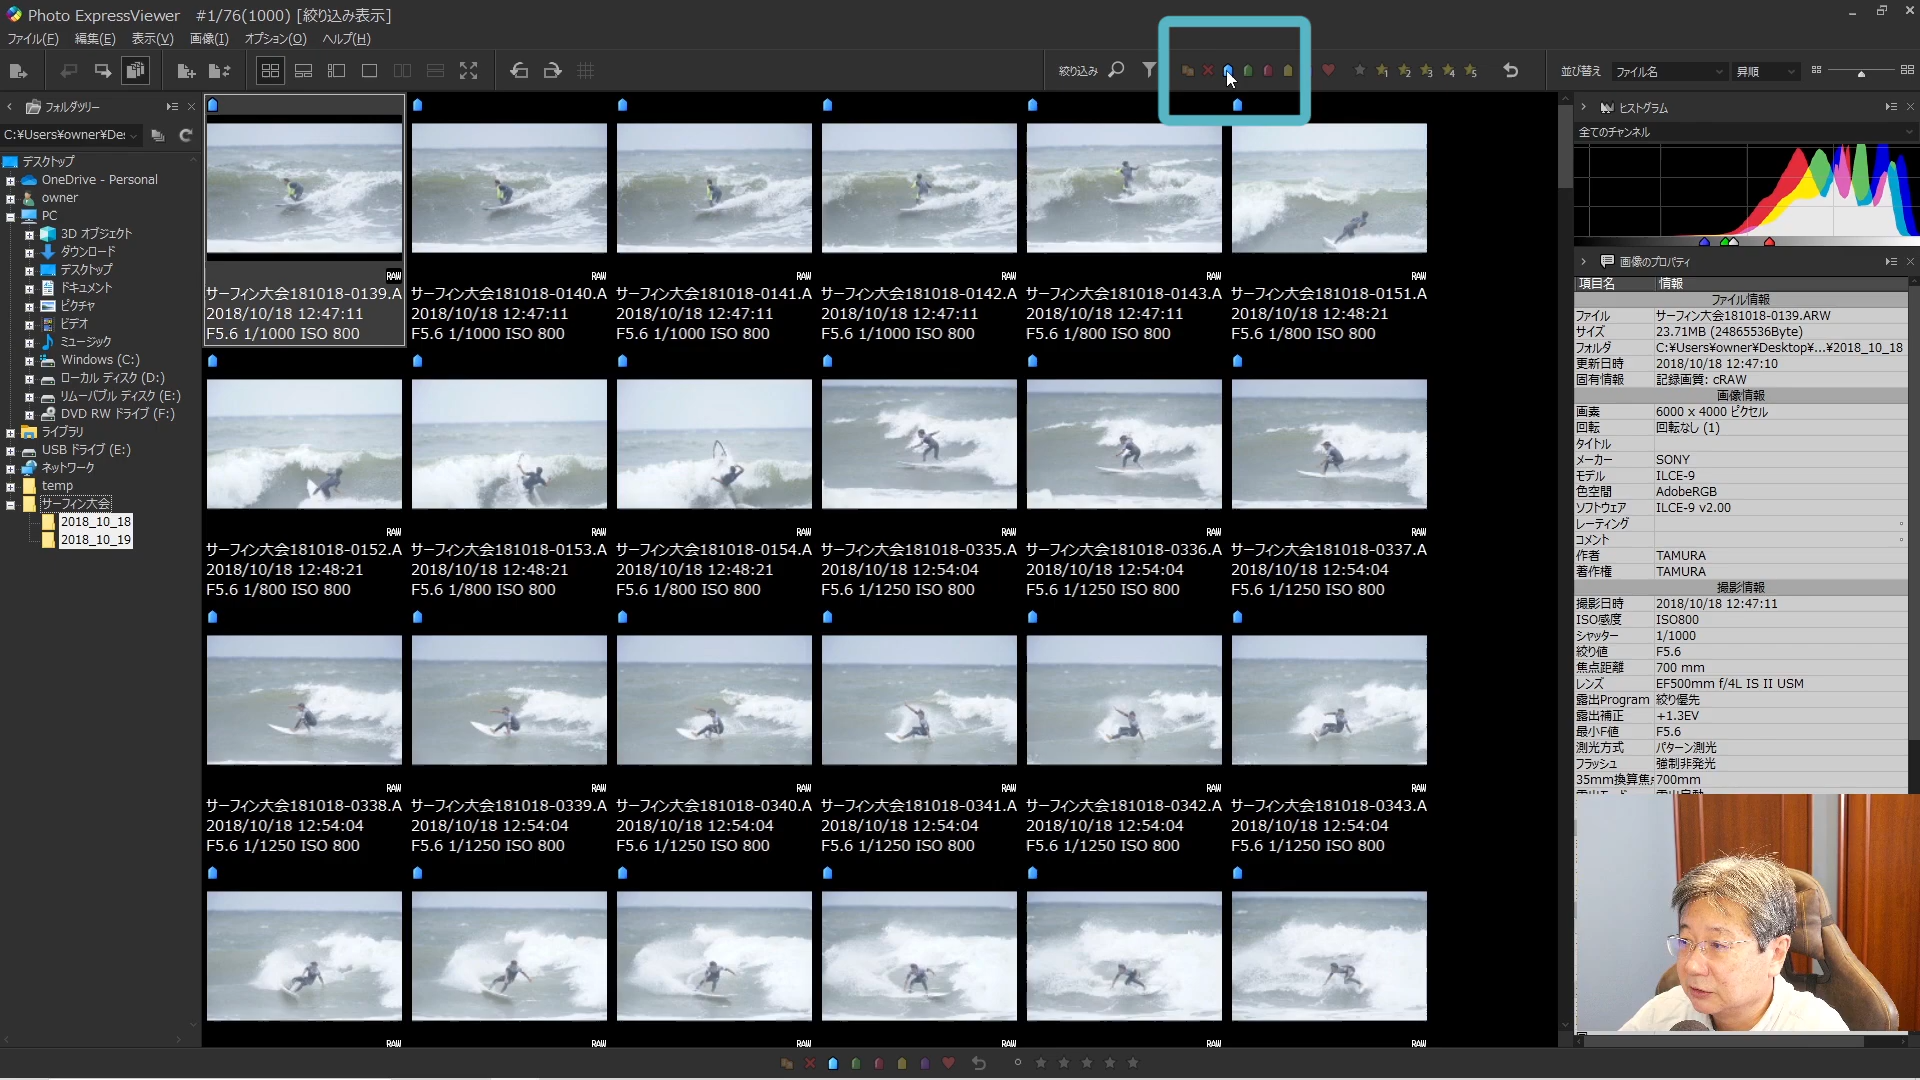 Photo ExpressViewer #1/76(1000) [絞り込み表示]
ファイル(F) 編集(E) 表示(V) 画像(I) オプション(O) ヘルプ(H)
絞り込み
1 2 3 4 5
並び替え ファイル名 昇順
フォルダツリー
C:¥Users¥owner¥De
デスクトップ
OneDrive - Personal
owner
PC
3D オブジェクト
ダウンロード
デスクトップ
ドキュメント
ピクチャ
ビデオ
ミュージック
Windows (C:)
ローカル ディスク (D:)
リムーバブル ディスク (E:)
DVD RW ドライブ (F:)
ライブラリ
USB ドライブ (E:)
ネットワーク
temp
サーフィン大会
2018_10_18
2018_10_19
RAW RAW RAW RAW RAW RAW
サーフィン大会181018-0139.A サーフィン大会181018-0140.A サーフィン大会181018-0141.A サーフィン大会181018-0142.A サーフィン大会181018-0143.A サーフィン大会181018-0151.A
2018/10/18 12:47:11 2018/10/18 12:47:11 2018/10/18 12:47:11 2018/10/18 12:47:11 2018/10/18 12:47:11 2018/10/18 12:48:21
F5.6 1/1000 ISO 800 F5.6 1/1000 ISO 800 F5.6 1/1000 ISO 800 F5.6 1/1000 ISO 800 F5.6 1/800 ISO 800 F5.6 1/800 ISO 800
RAW RAW RAW RAW RAW RAW
サーフィン大会181018-0152.A サーフィン大会181018-0153.A サーフィン大会181018-0154.A サーフィン大会181018-0335.A サーフィン大会181018-0336.A サーフィン大会181018-0337.A
2018/10/18 12:48:21 2018/10/18 12:48:21 2018/10/18 12:48:21 2018/10/18 12:54:04 2018/10/18 12:54:04 2018/10/18 12:54:04
F5.6 1/800 ISO 800 F5.6 1/800 ISO 800 F5.6 1/800 ISO 800 F5.6 1/1250 ISO 800 F5.6 1/1250 ISO 800 F5.6 1/1250 ISO 800
RAW RAW RAW RAW RAW RAW
サーフィン大会181018-0338.A サーフィン大会181018-0339.A サーフィン大会181018-0340.A サーフィン大会181018-0341.A サーフィン大会181018-0342.A サーフィン大会181018-0343.A
2018/10/18 12:54:04 2018/10/18 12:54:04 2018/10/18 12:54:04 2018/10/18 12:54:04 2018/10/18 12:54:04 2018/10/18 12:54:04
F5.6 1/1250 ISO 800 F5.6 1/1250 ISO 800 F5.6 1/1250 ISO 800 F5.6 1/1250 ISO 800 F5.6 1/1250 ISO 800 F5.6 1/1250 ISO 800
RAW RAW RAW RAW RAW RAW
ヒストグラム
全てのチャンネル
画像のプロパティ
項目名 情報
ファイル情報
ファイル サーフィン大会181018-0139.ARW
サイズ 23.71MB (24865536Byte)
フォルダ C:¥Users¥owner¥Desktop¥...¥2018_10_18
更新日時 2018/10/18 12:47:10
固有情報 記録画質: cRAW
画像情報
画素 6000 x 4000 ピクセル
回転 回転なし (1)
タイトル
メーカー SONY
モデル ILCE-9
色空間 AdobeRGB
ソフトウェア ILCE-9 v2.00
レーティング
コメント
作者 TAMURA
著作権 TAMURA
撮影情報
撮影日時 2018/10/18 12:47:11
ISO感度 ISO800
シャッター 1/1000
絞り値 F5.6
焦点距離 700 mm
レンズ EF500mm f/4L IS II USM
露出Program 絞り優先
露出補正 +1.3EV
最小F値 F5.6
測光方式 パターン測光
フラッシュ 強制非発光
35mm換算焦 700mm